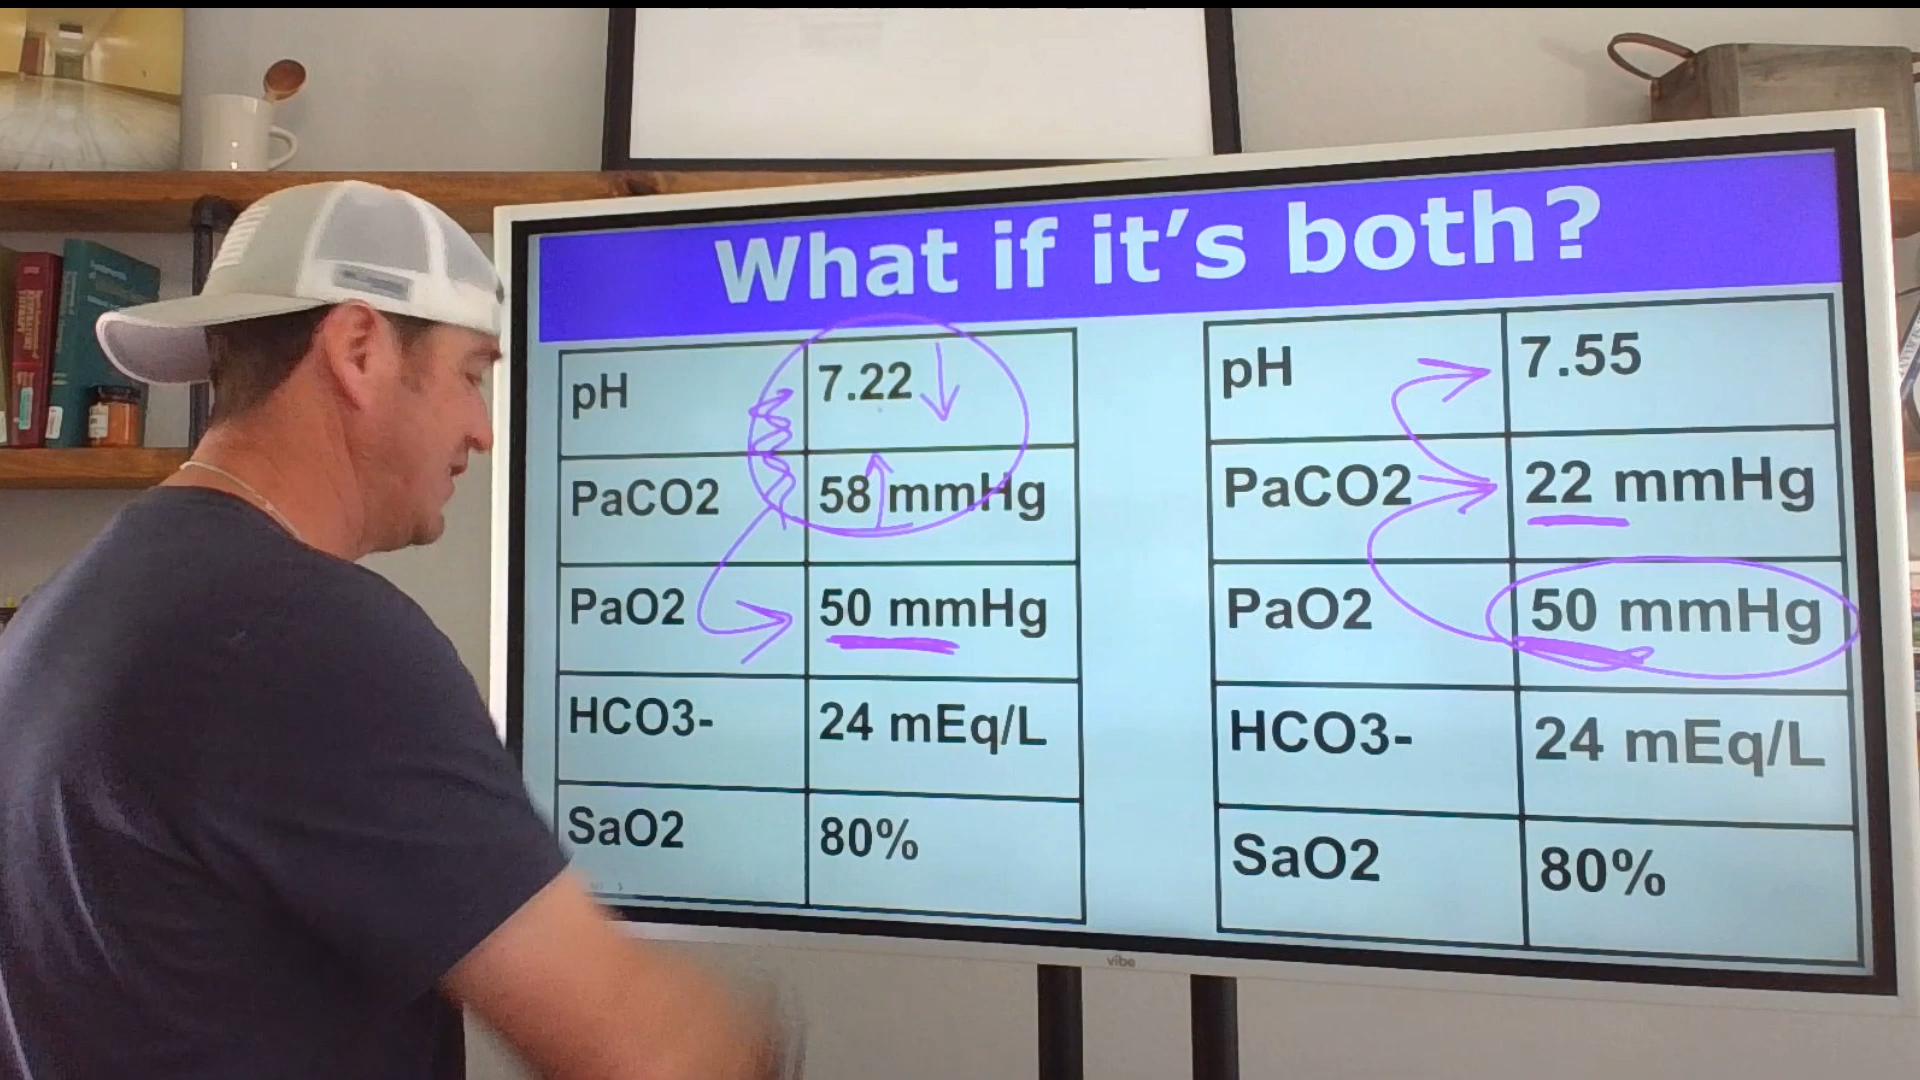 What if it's both?
pH 7.22
PaCO2 58 mmHg
PaO2 50 mmHg
HCO3- 24 mEq/L
SaO2 80%
pH 7.55
PaCO2 22 mmHg
PaO2 50 mmHg
HCO3- 24 mEq/L
SaO2 80%
vibe